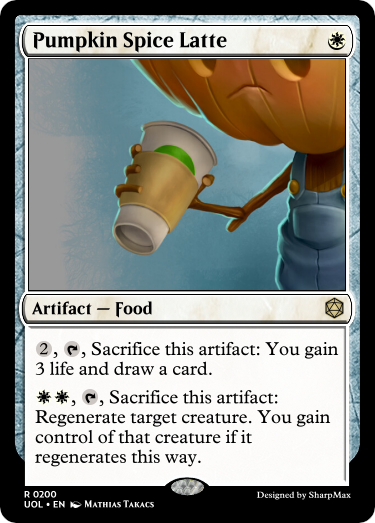 Pumpkin Spice Latte
Artifact — Food
2, Sacrifice this artifact: You gain
3 life and draw a card.
Sacrifice this artifact:
Regenerate target creature. You gain
control of that creature if it
regenerates this way.
R 0200
UOL • EN Mathias Takacs
Designed by SharpMax